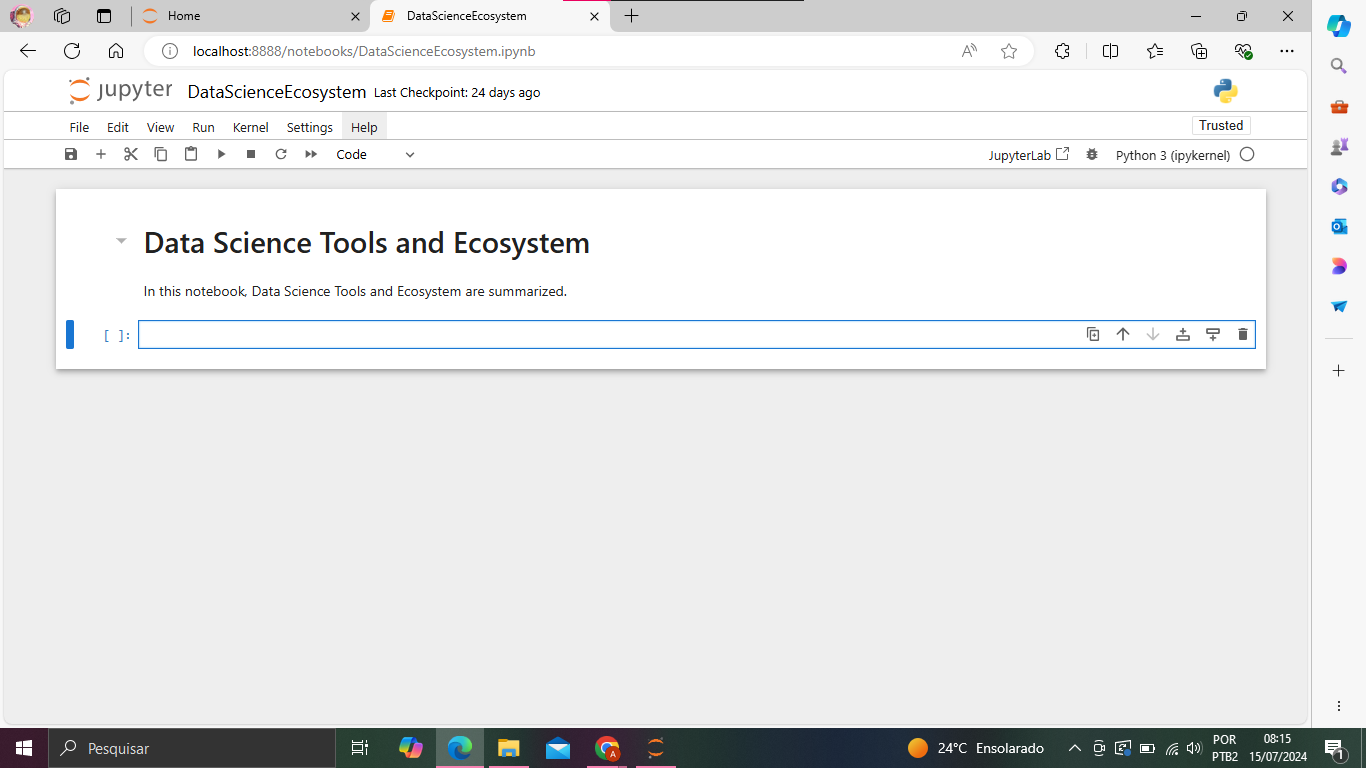 Home
DataScienceEcosystem
localhost:8888/notebooks/DataScienceEcosystem.ipynb
jupyter DataScienceEcosystem Last Checkpoint: 24 days ago
File Edit View Run Kernel Settings Help Trusted
Code JupyterLab Python 3 (ipykernel)
Data Science Tools and Ecosystem
In this notebook, Data Science Tools and Ecosystem are summarized.
[ ]:
Pesquisar
A
24°C Ensolarado
POR
PTB2
08:15
15/07/2024
1